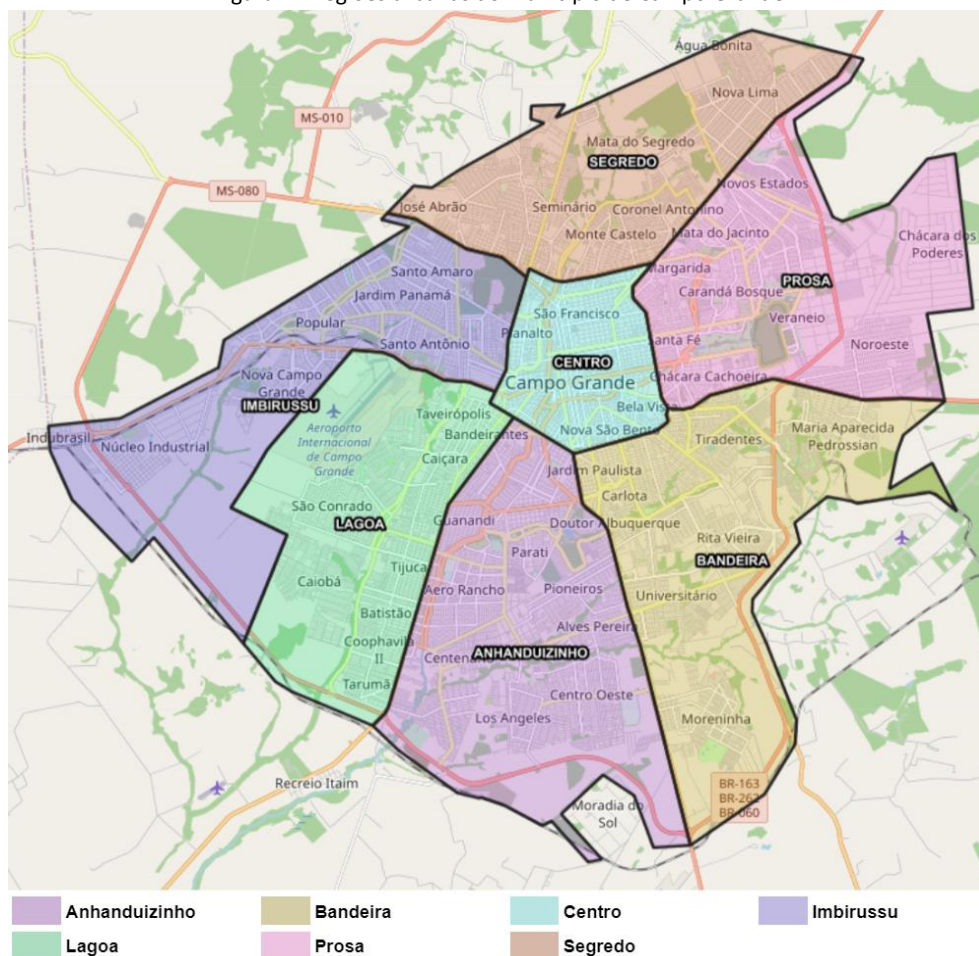 Água Bonita
Nova Lima
MS-010
Mata do Segredo
SEGREDO
MS-080
Novos Estados
José Abrão
Seminário
Coronel Antonino
Chácara dos
Poderes
Monte Castelo
Mata do Jacinto
Santo Amaro
Margarida
PROSA
Jardim Panamá
Carandá Bosque
São Francisco
Veraneio
Popular
Planalto
Santo Antônio
Santa Fé
Noroeste
CENTRO
Nova Campo
Grande
Chácara Cachoeira
Campo Grande
IMBIRUSSU
Taveirópolis
Bela Vista
Aeroporto
Internacional
de Campo
Grande
Bandeirantes
Nova São Bento
Tiradentes
Maria Aparecida
Pedrossian
Indubrasil
Núcleo Industrial
Caiçara
Jardim Paulista
Carlota
São Conrado
LAGOA
Guanandi
Doutor Albuquerque
Rita Vieira
Parati
BANDEIRA
Tijuca
Caiobá
Aero Rancho
Pioneiros
Universitário
Batistão
Alves Pereira
Coophavila
II
Centenário
ANHANDUIZINHO
Tarumã
Centro Oeste
Los Angeles
Moreninha
Recreio Itaim
BR-163
BR-262
BR-060
Moradia do
Sol
Anhanduizinho
Bandeira
Centro
Imbirussu
Lagoa
Prosa
Segredo